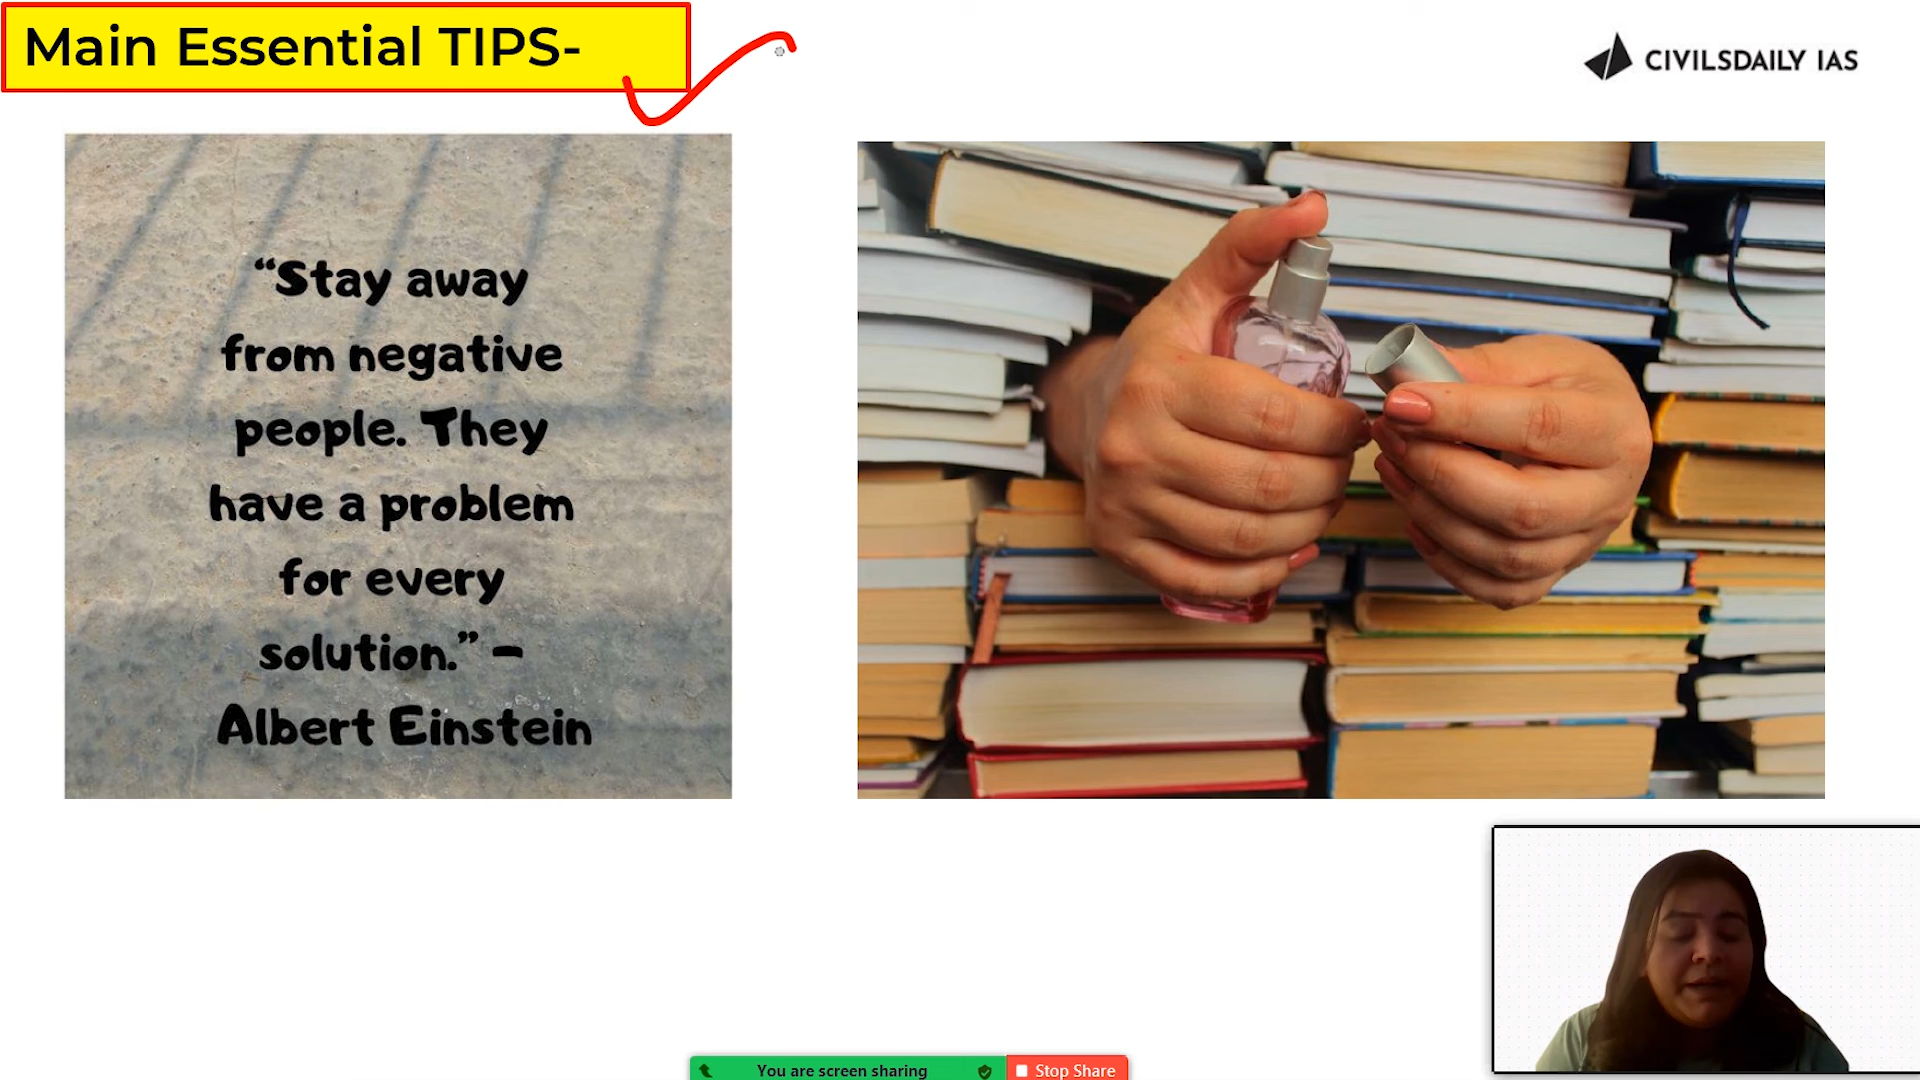 Main Essential TIPS-
CIVILSDAILY IAS
“Stay away
from negative
people. They
have a problem
for every
solution.” –
Albert Einstein
You are screen sharing
Stop Share